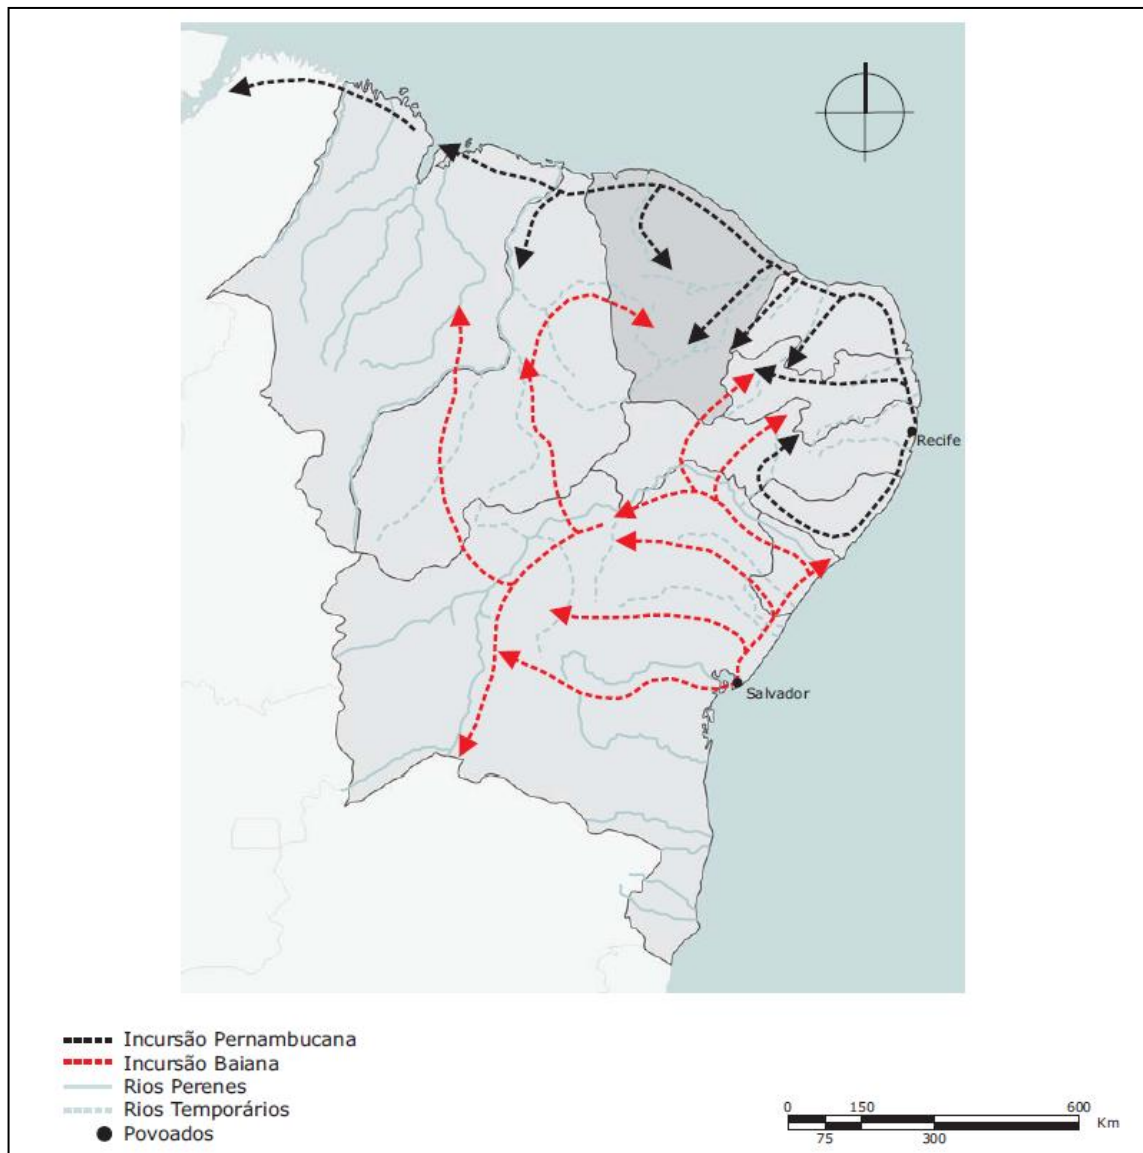 Recife
Salvador
Incursão Pernambucana
Incursão Baiana
Rios Perenes
Rios Temporários
Povoados
0 150 600
Km
75 300